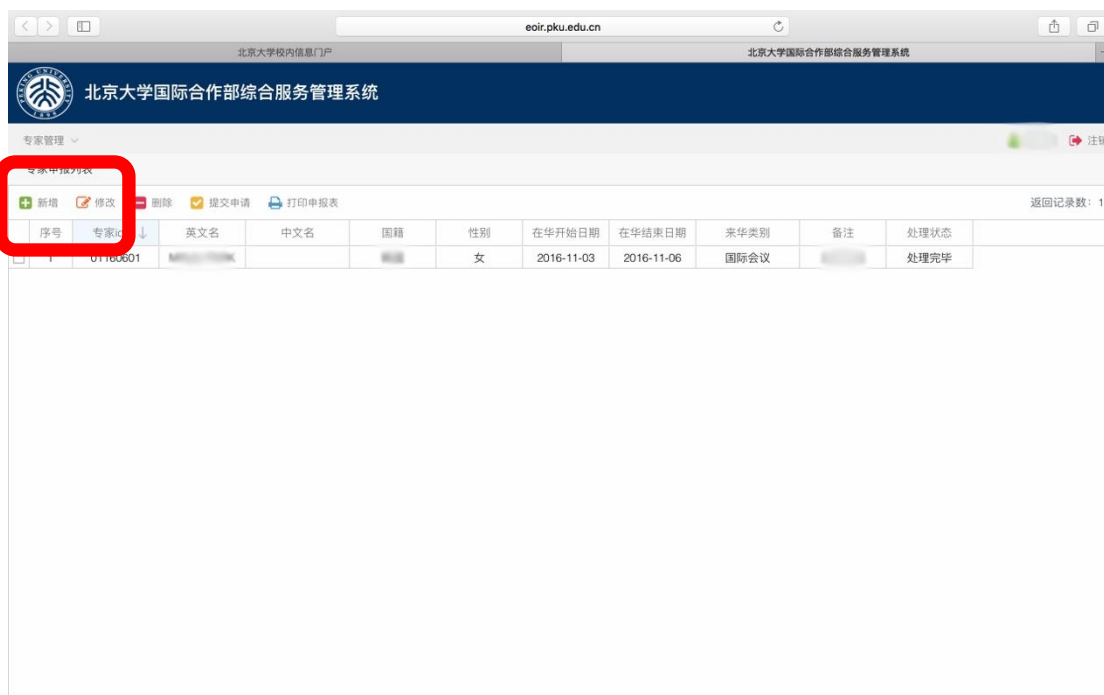 eoir.pku.edu.cn
北京大学校内信息门户 北京大学国际合作部综合服务管理系统
PEKING UNIVERSITY 1898
北京大学国际合作部综合服务管理系统
专家管理 注销
专家申报列表
新增 修改 删除 提交申请 打印申报表 返回记录数: 1
序号 专家id 英文名 中文名 国籍 性别 在华开始日期 在华结束日期 来华类别 备注 处理状态
1 01160601 女 2016-11-03 2016-11-06 国际会议 处理完毕